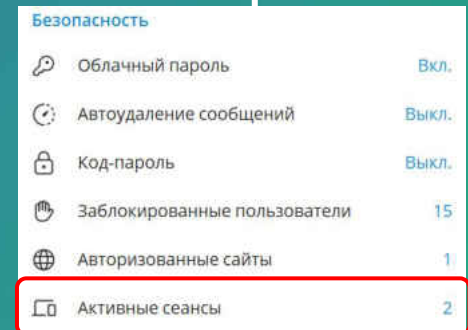 Безопасность
Облачный пароль Вкл.
Автоудаление сообщений Выкл.
Код-пароль Выкл.
Заблокированные пользователи 15
Авторизованные сайты 1
Активные сеансы 2